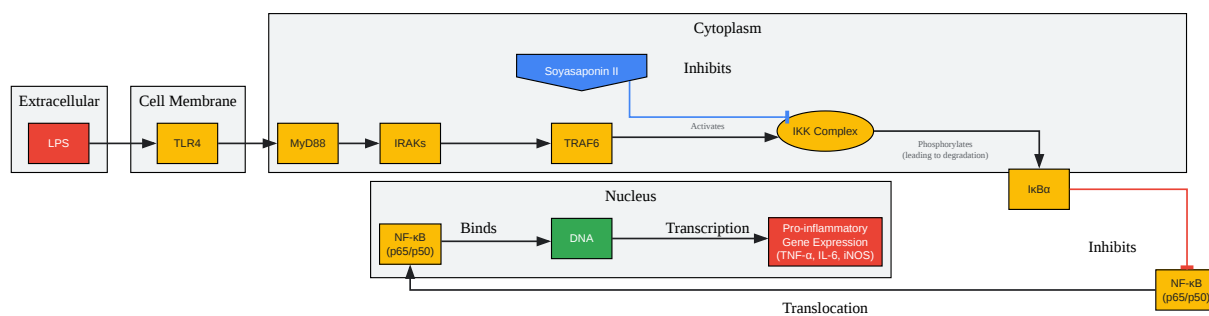 Cytoplasm
Soyasaponin II
Inhibits
Extracellular
Cell Membrane
LPS
TLR4
MyD88
IRAKs
TRAF6
Activates
IKK Complex
Phosphorylates
(leading to degradation)
IκBα
Nucleus
NF-κB
(p65/p50)
Binds
DNA
Transcription
Pro-inflammatory
Gene Expression
(TNF-α, IL-6, iNOS)
Inhibits
NF-κB
(p65/p50)
Translocation